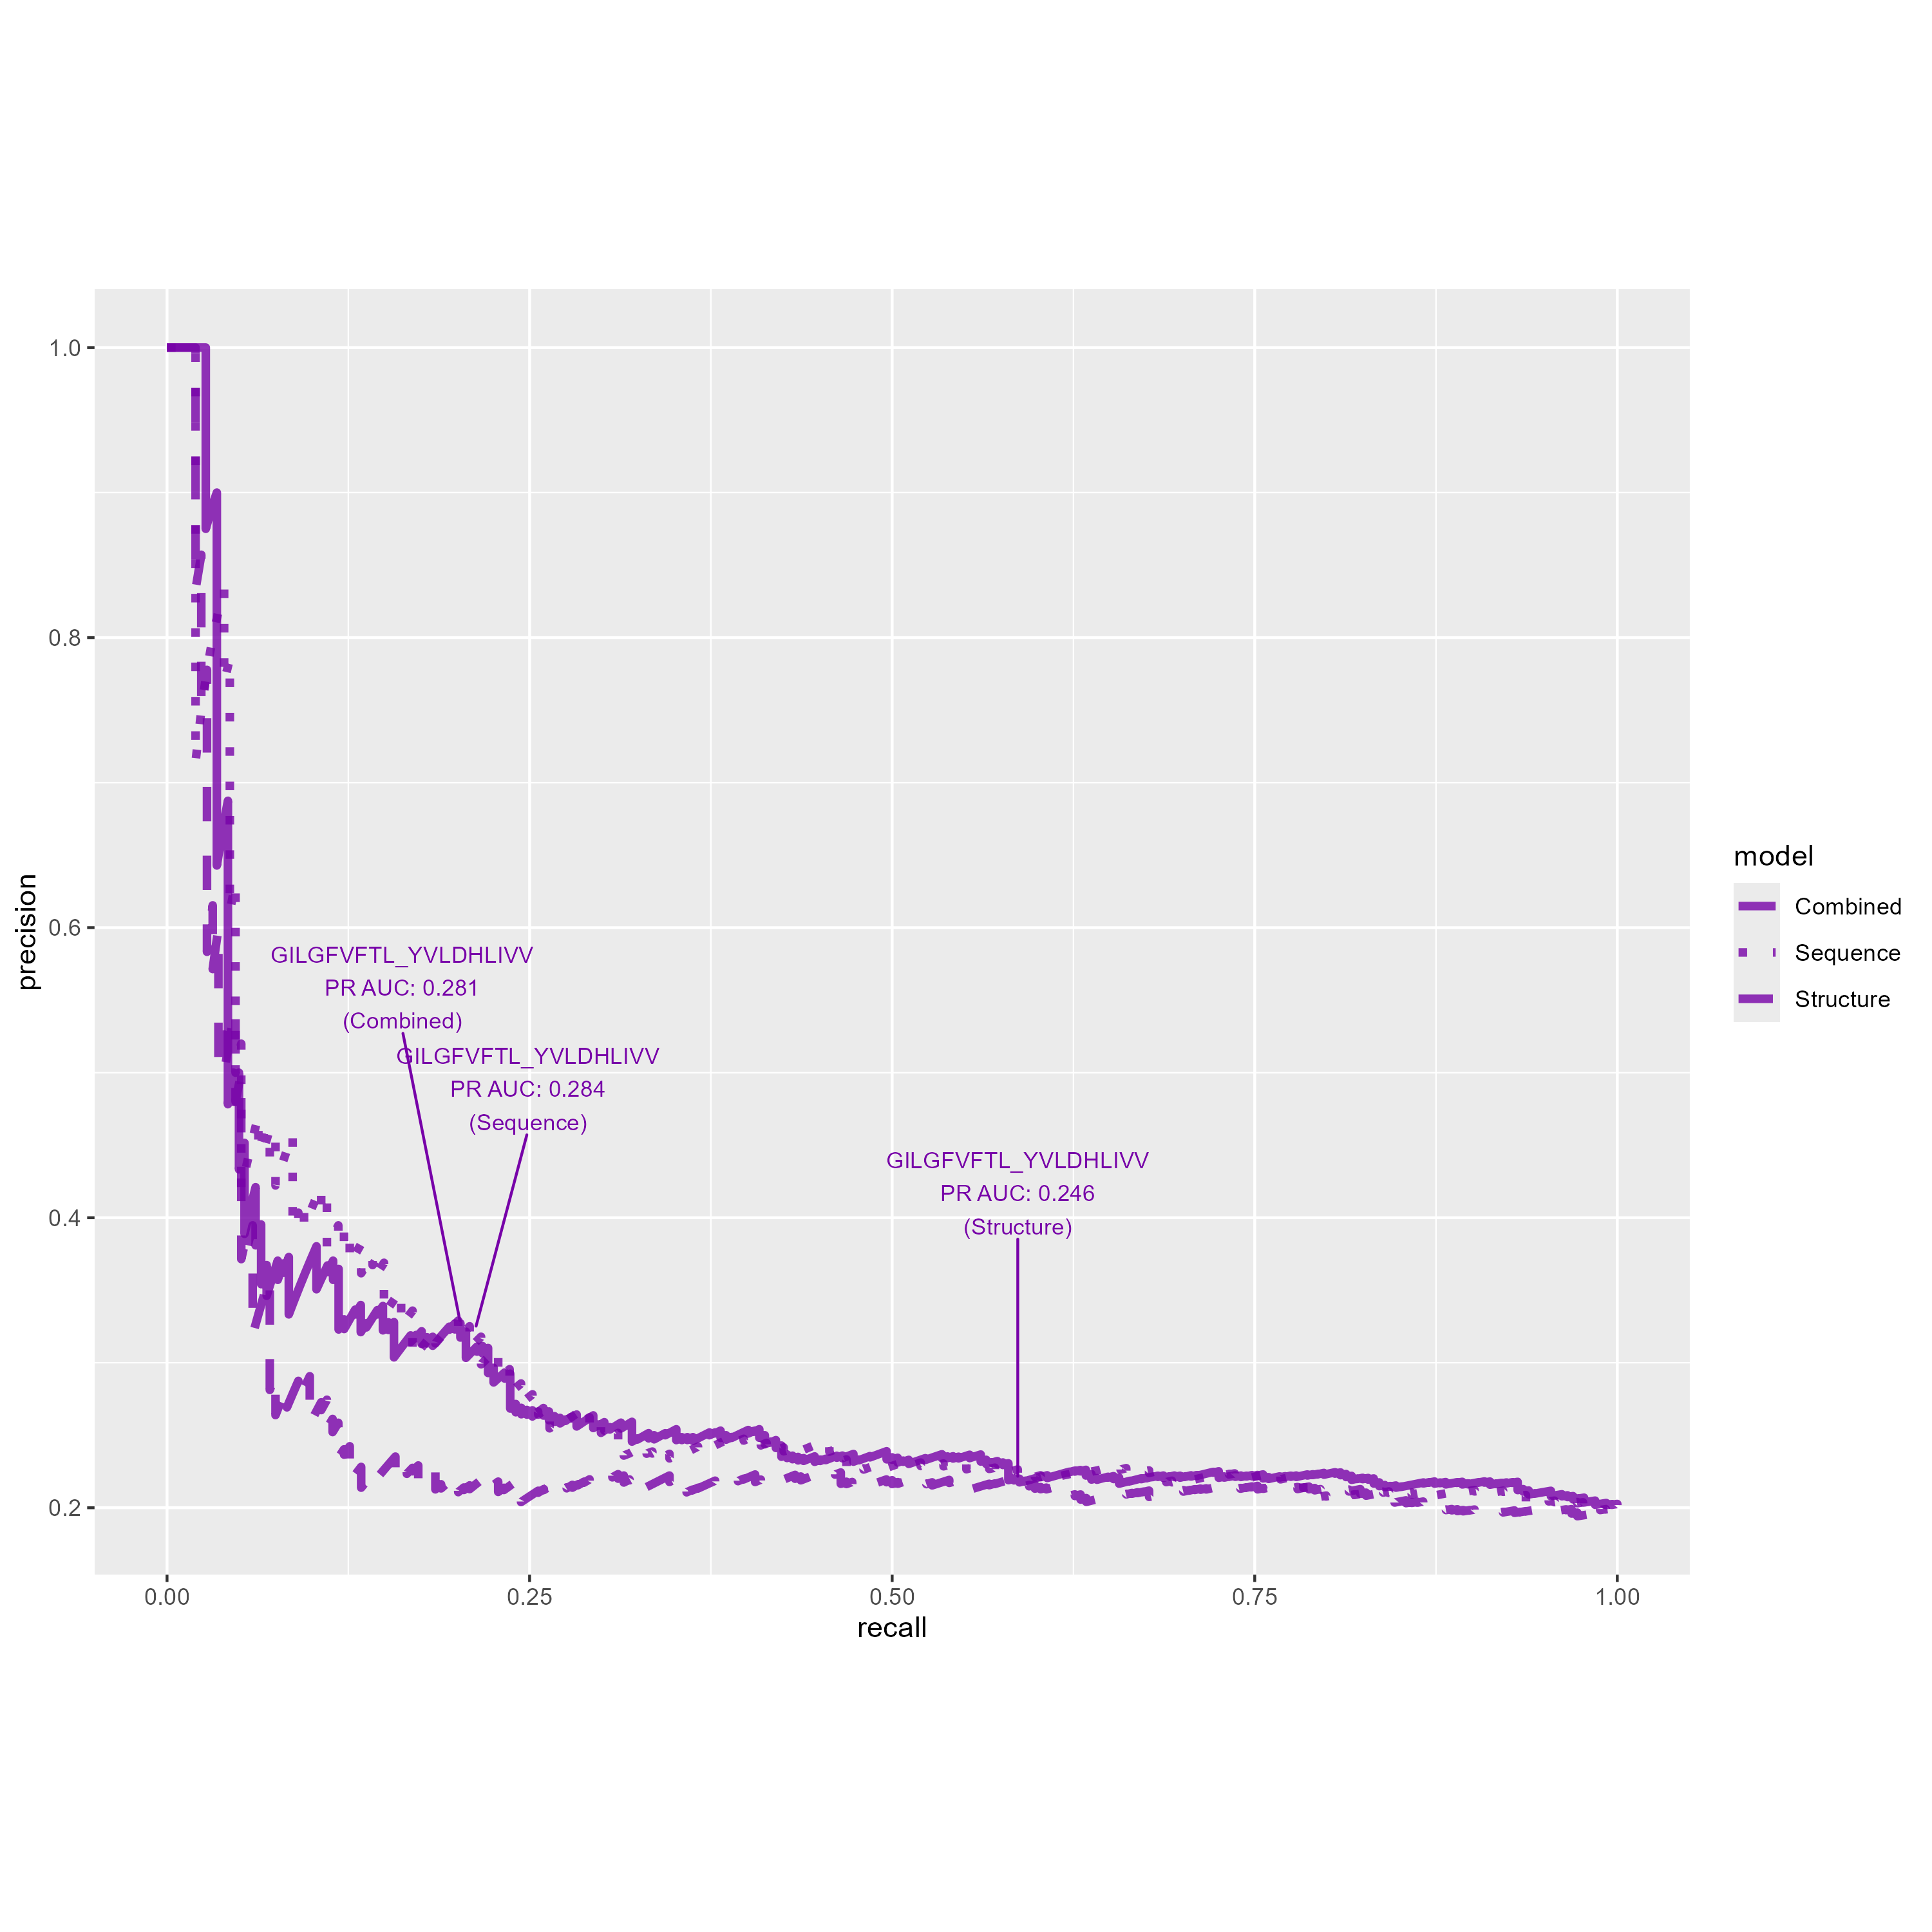 1.0
0.8
0.6
0.4
0.2
precision
GILGFVFTL_YVLDHLIVV
PR AUC: 0.281
(Combined)
GILGFVFTL_YVLDHLIVV
PR AUC: 0.284
(Sequence)
GILGFVFTL_YVLDHLIVV
PR AUC: 0.246
(Structure)
0.00
0.25
0.50
0.75
1.00
recall
model
Combined
Sequence
Structure